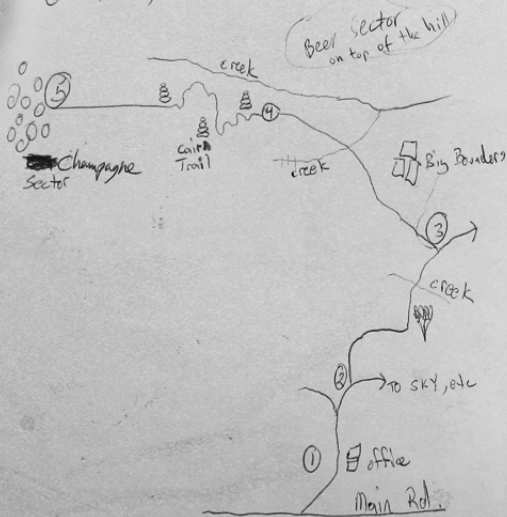 Beer Sector
on top of the hill
creek
5
4
cairn
Trail
creek
Champagne
Sector
Big Bounders
3
creek
2
To SKY, etc
1
office
Main Rd.